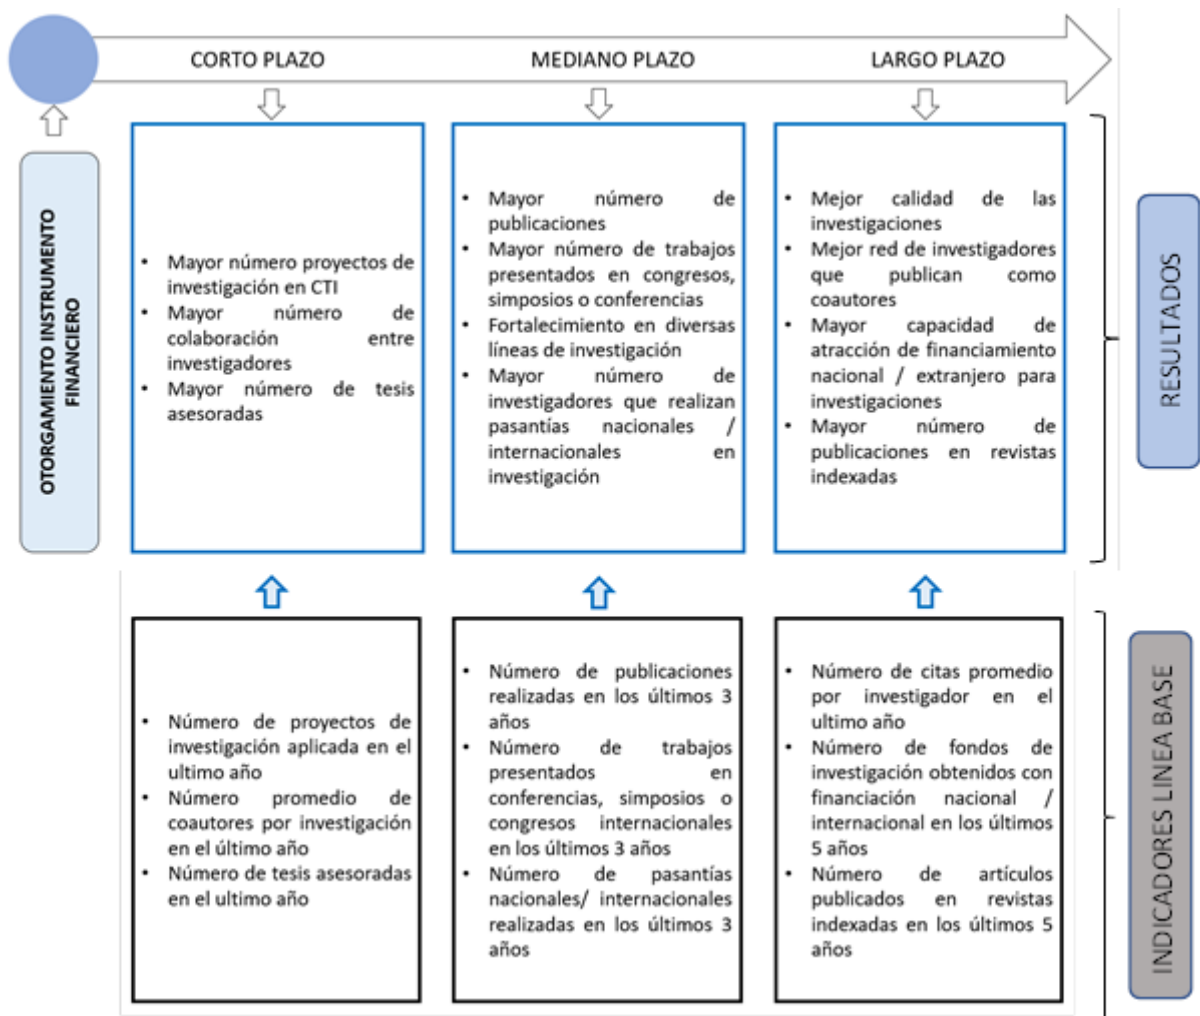 CORTO PLAZO
MEDIANO PLAZO
LARGO PLAZO
OTORGAMIENTO INSTRUMENTO
FINANCIERO
• Mayor número proyectos de
investigación en CTI
• Mayor número de
colaboración entre
investigadores
• Mayor número de tesis
asesoradas
• Mayor número de
publicaciones
• Mayor número de trabajos
presentados en congresos,
simposios o conferencias
• Fortalecimiento en diversas
líneas de investigación
• Mayor número de
investigadores que realizan
pasantías nacionales /
internacionales en
investigación
• Mejor calidad de las
investigaciones
• Mejor red de investigadores
que publican como
coautores
• Mayor capacidad de
atracción de financiamiento
nacional / extranjero para
investigaciones
• Mayor número de
publicaciones en revistas
indexadas
RESULTADOS
• Número de proyectos de
investigación aplicada en el
ultimo año
• Número promedio de
coautores por investigación
en el último año
• Número de tesis asesoradas
en el ultimo año
• Número de publicaciones
realizadas en los últimos 3
años
• Número de trabajos
presentados en
conferencias, simposios o
congresos internacionales
en los últimos 3 años
• Número de pasantías
nacionales/ internacionales
realizadas en los últimos 3
años
• Número de citas promedio
por investigador en el
ultimo año
• Número de fondos de
investigación obtenidos con
financiación nacional /
internacional en los últimos
5 años
• Número de artículos
publicados en revistas
indexadas en los últimos 5
años
INDICADORES LINEA BASE